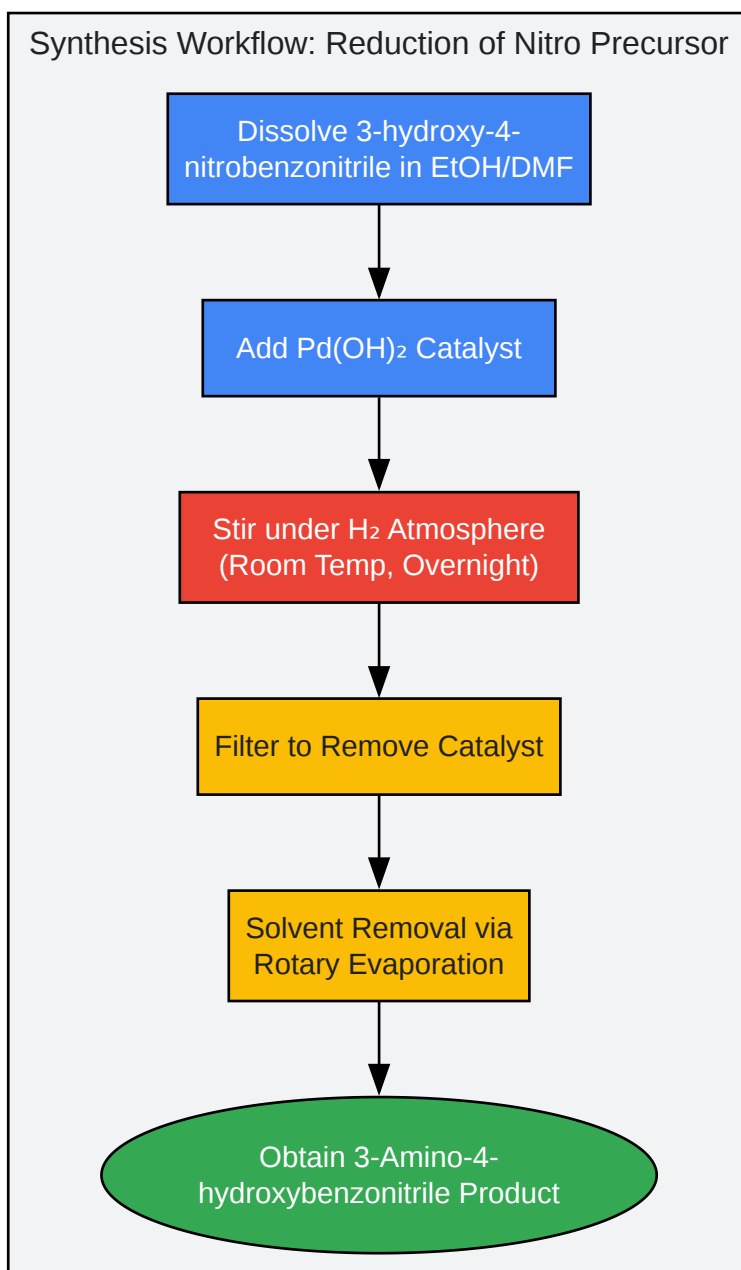 Synthesis Workflow: Reduction of Nitro Precursor
Dissolve 3-hydroxy-4-
nitrobenzonitrile in EtOH/DMF
Add Pd(OH)₂ Catalyst
Stir under H₂ Atmosphere
(Room Temp, Overnight)
Filter to Remove Catalyst
Solvent Removal via
Rotary Evaporation
Obtain 3-Amino-4-
hydroxybenzonitrile Product